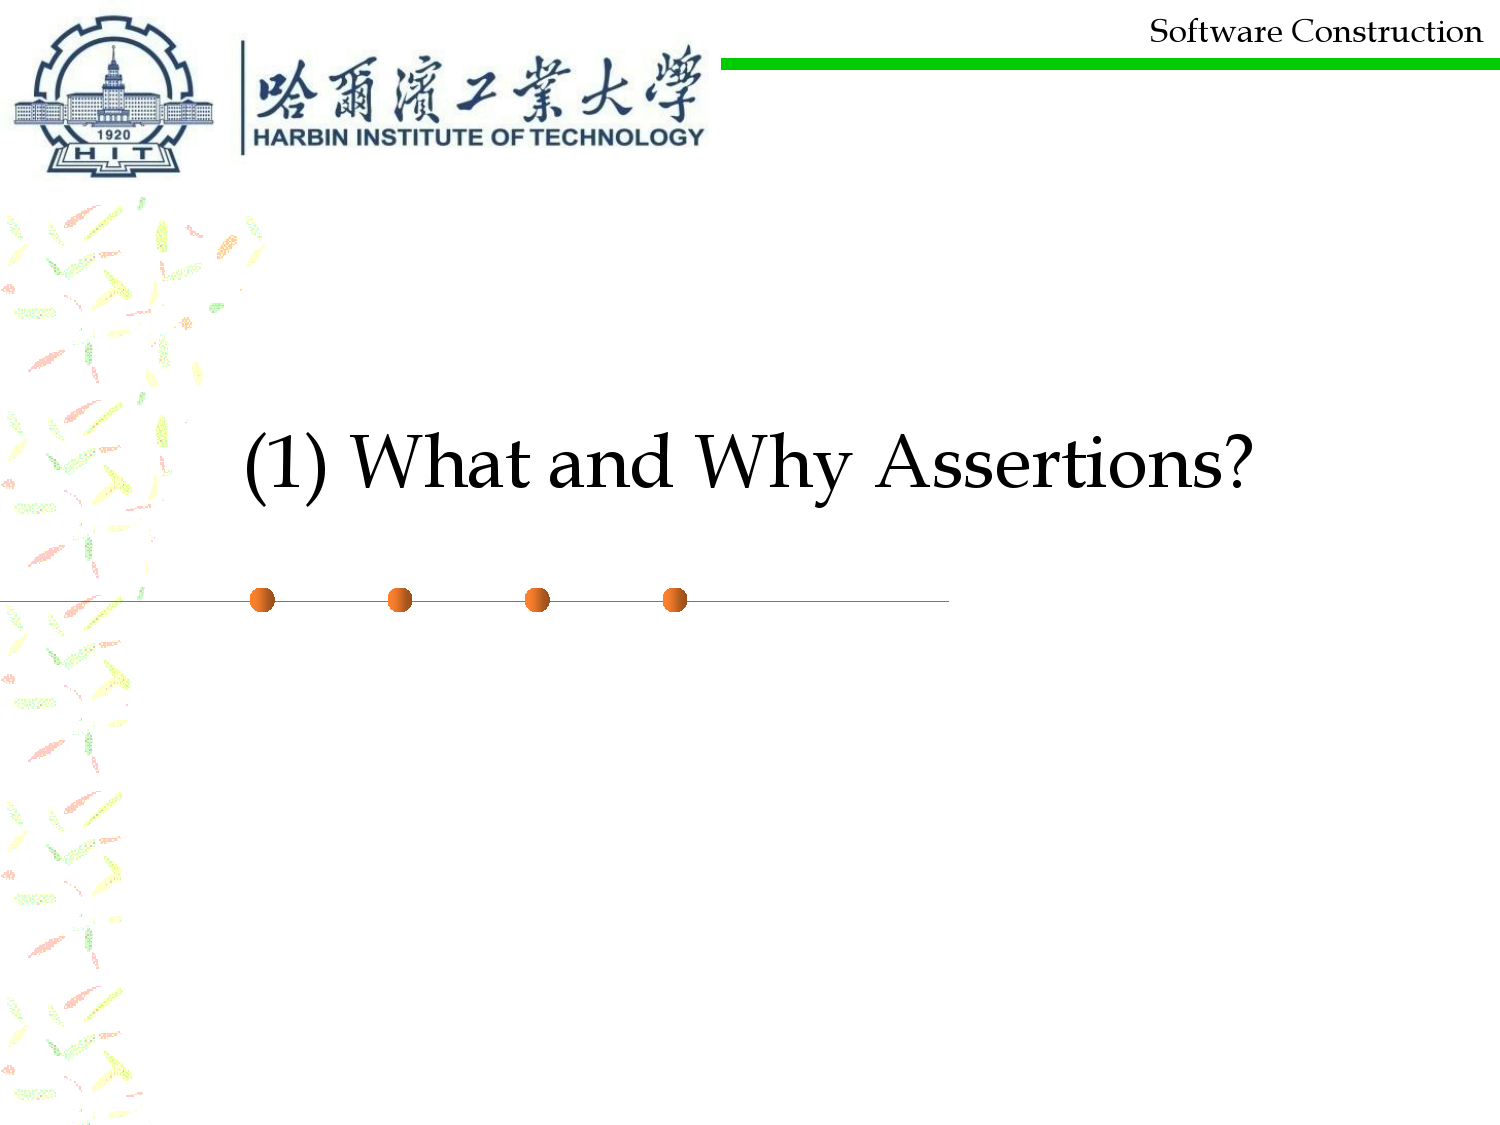 Software Construction
哈爾濱工業大學
HARBIN INSTITUTE OF TECHNOLOGY
1920
HIT
(1) What and Why Assertions?